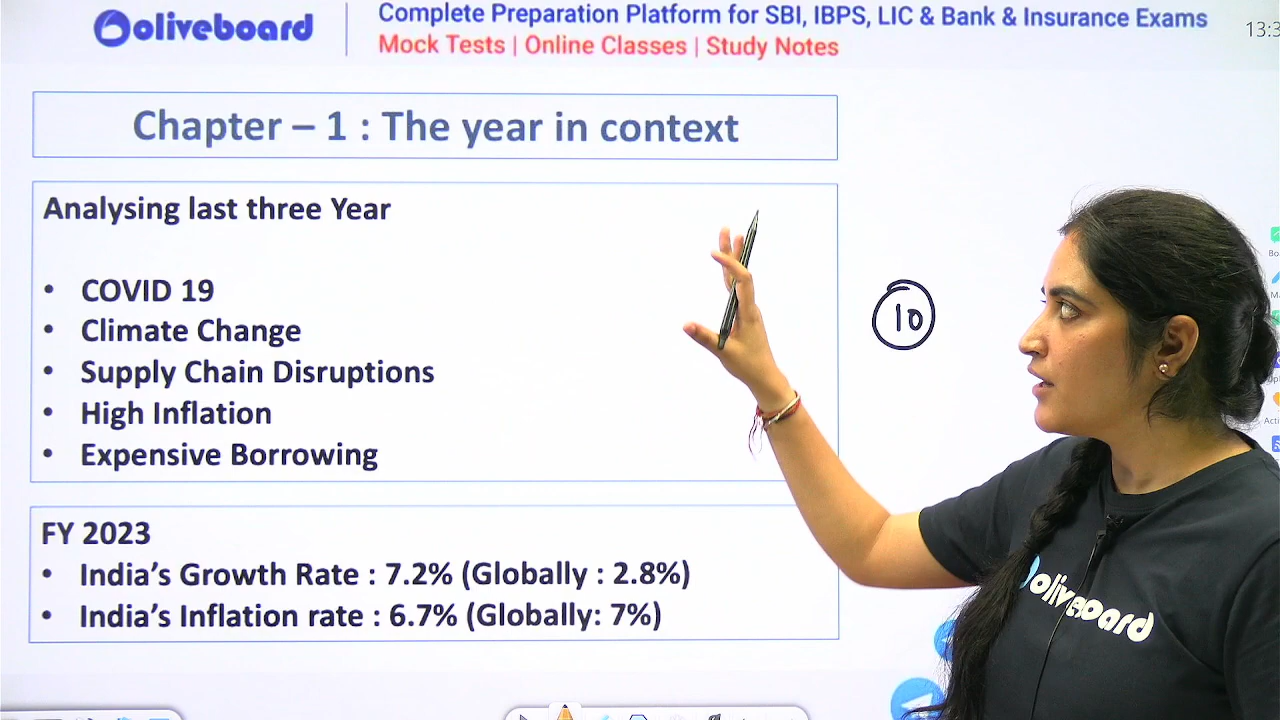 oliveboard
Complete Preparation Platform for SBI, IBPS, LIC & Bank & Insurance Exams
Mock Tests | Online Classes | Study Notes
13:3
Chapter – 1 : The year in context
Analysing last three Year
• COVID 19
• Climate Change
• Supply Chain Disruptions
• High Inflation
• Expensive Borrowing
10
FY 2023
• India's Growth Rate : 7.2% (Globally : 2.8%)
• India's Inflation rate : 6.7% (Globally: 7%)
oliveboard